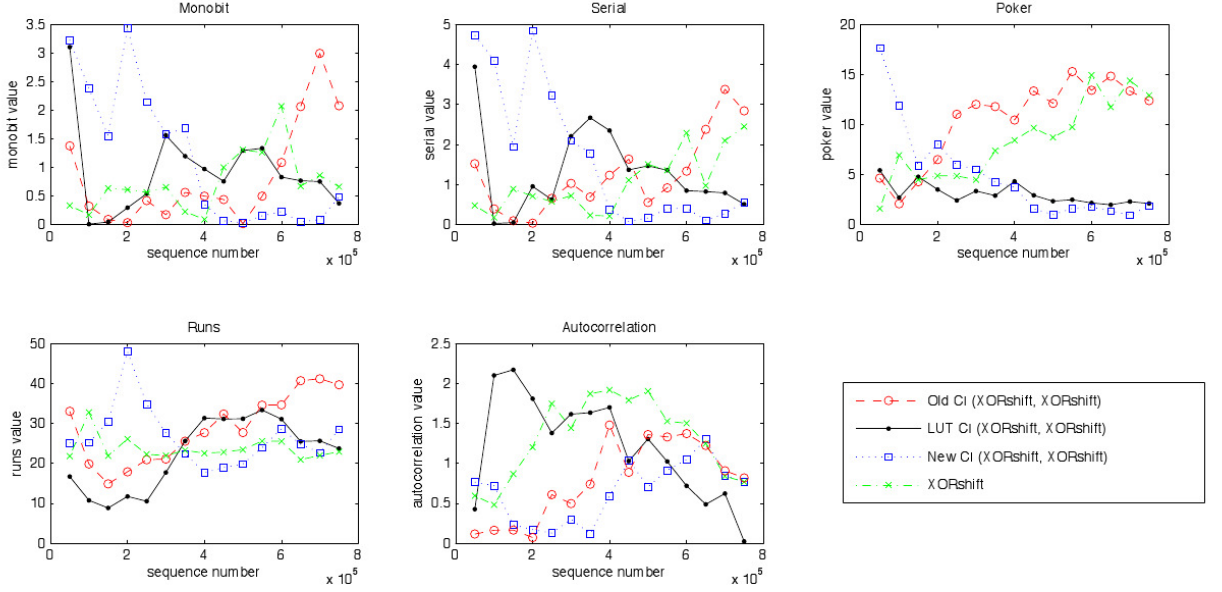 Monobit
3.5
3
2.5
2
1.5
1
0.5
0
monobit value
0 2 4 6 8
sequence number
x 10^5
Serial
5
4
3
2
1
0
serial value
0 2 4 6 8
sequence number
x 10^5
Poker
20
15
10
5
0
poker value
0 2 4 6 8
sequence number
x 10^5
Runs
50
40
30
20
10
0
runs value
0 2 4 6 8
sequence number
x 10^5
Autocorrelation
2.5
2
1.5
1
0.5
0
autocorrelation value
0 2 4 6 8
sequence number
x 10^5
Old CI (XORshift, XORshift)
LUT CI (XORshift, XORshift)
New CI (XORshift, XORshift)
XORshift